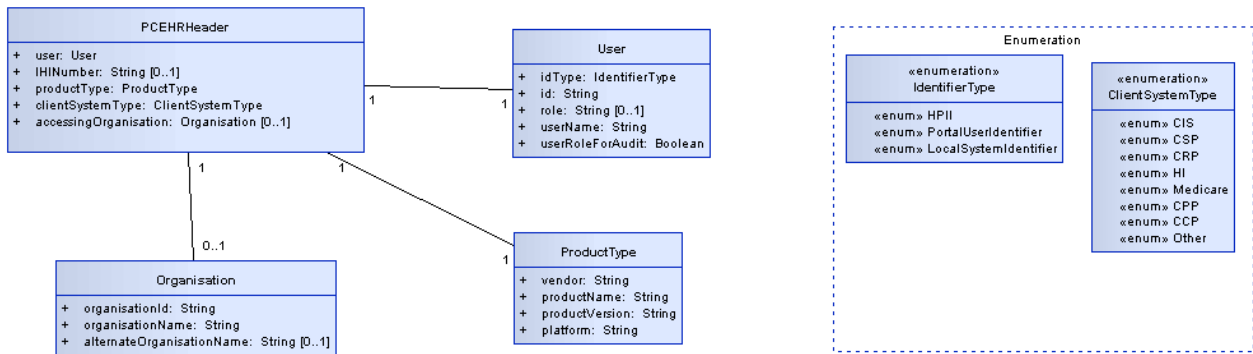 PCEHRHeader
+ user: User
+ IHINumber: String [0..1]
+ productType: ProductType
+ clientSystemType: ClientSystemType
+ accessingOrganisation: Organisation [0..1]
1
1
User
+ idType: IdentifierType
+ id: String
+ role: String [0..1]
+ userName: String
+ userRoleForAudit: Boolean
1
1
0..1
1
Organisation
+ organisationId: String
+ organisationName: String
+ alternateOrganisationName: String [0..1]
ProductType
+ vendor: String
+ productName: String
+ productVersion: String
+ platform: String
Enumeration
«enumeration»
IdentifierType
«enum» HPII
«enum» PortalUserIdentifier
«enum» LocalSystemIdentifier
«enumeration»
ClientSystemType
«enum» CIS
«enum» CSP
«enum» CRP
«enum» HI
«enum» Medicare
«enum» CPP
«enum» CCP
«enum» Other